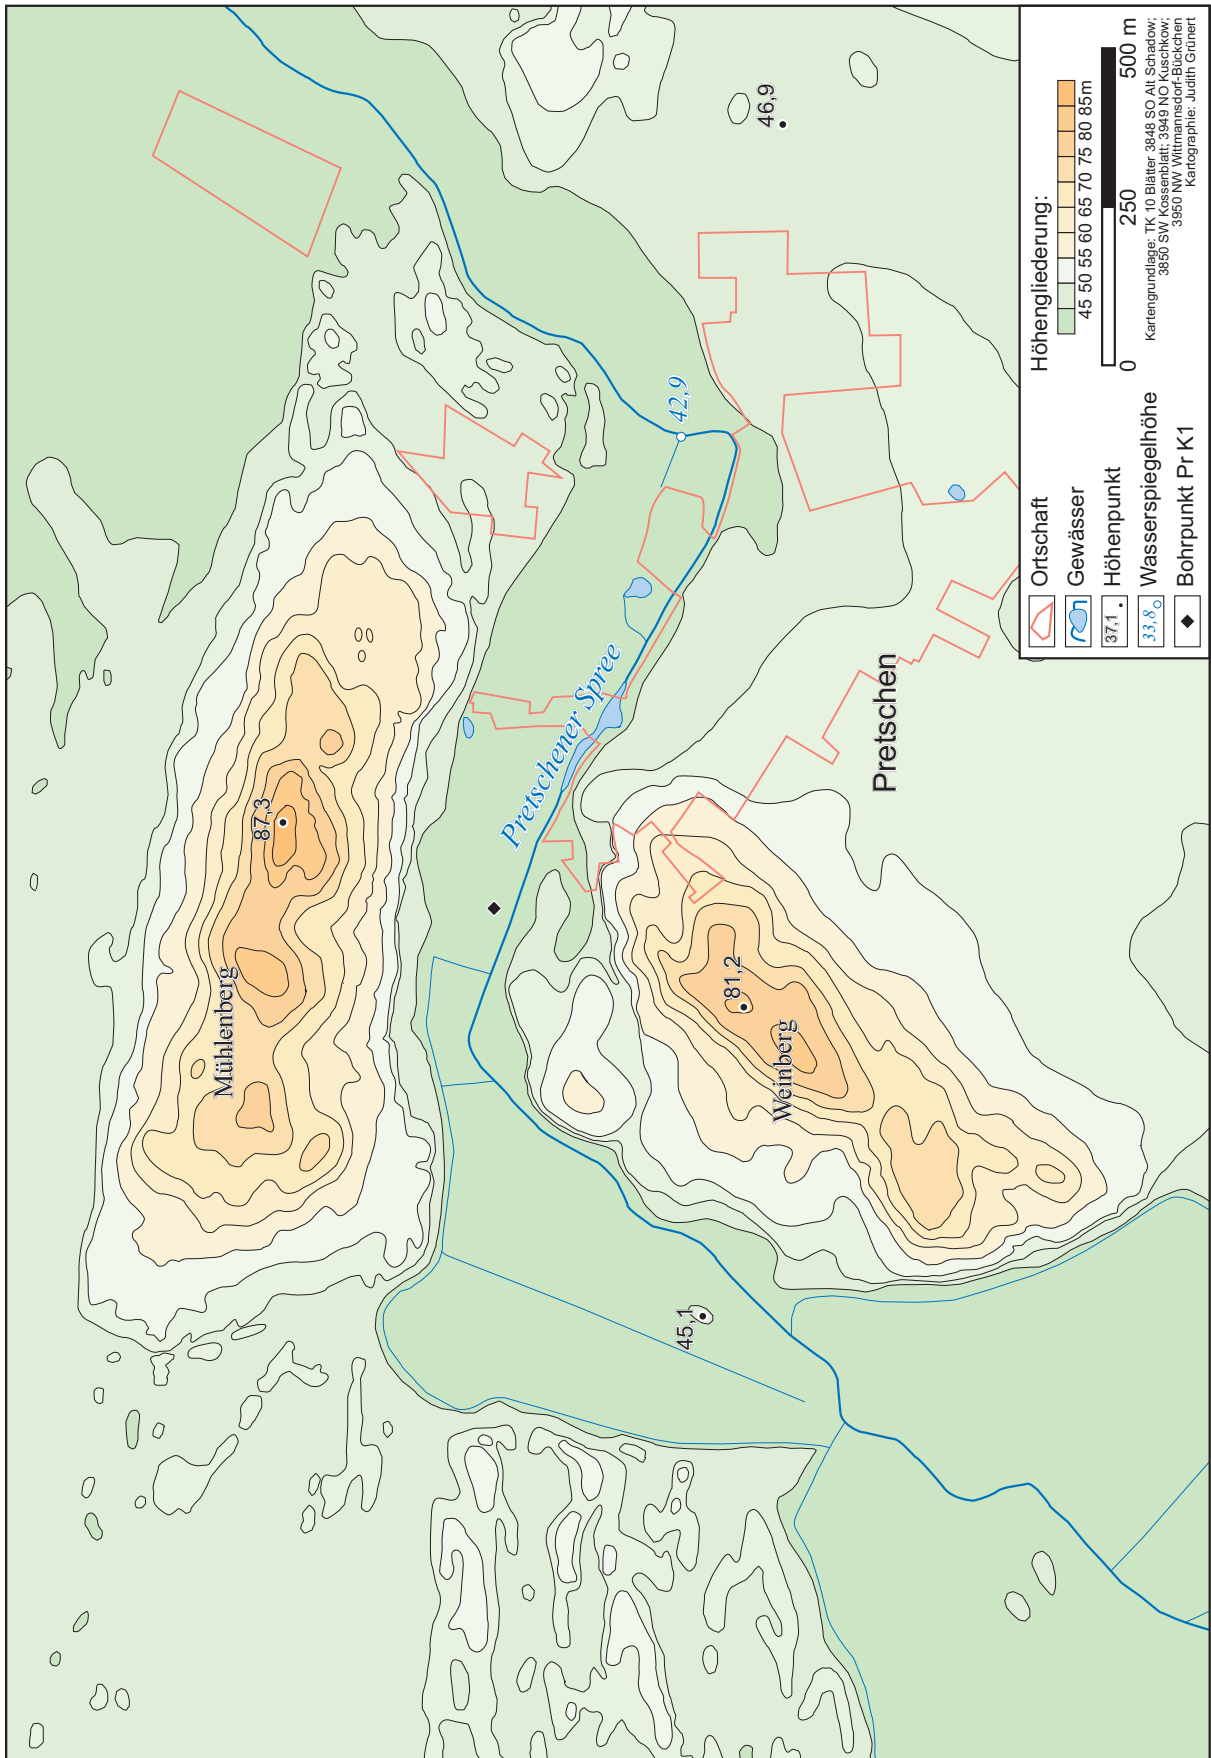 Mühlenberg
87,3
Pretschener Spree
42,9
46,9
45,1
Weinberg
81,2
Pretschen
Ortschaft
Gewässer
37,1
Höhenpunkt
33,8
Wasserspiegelhöhe
Bohrpunkt Pr K1
Höhengliederung:
45 50 55 60 65 70 75 80 85m
0 250 500 m
Kartengrundlage: TK 10 Blätter 3848 SO Alt Schadow;
3850 SW Kossenblatt; 3949 NO Kuschkow;
3950 NW Wittmannsdorf-Bückchen
Kartographie: Judith Grünert